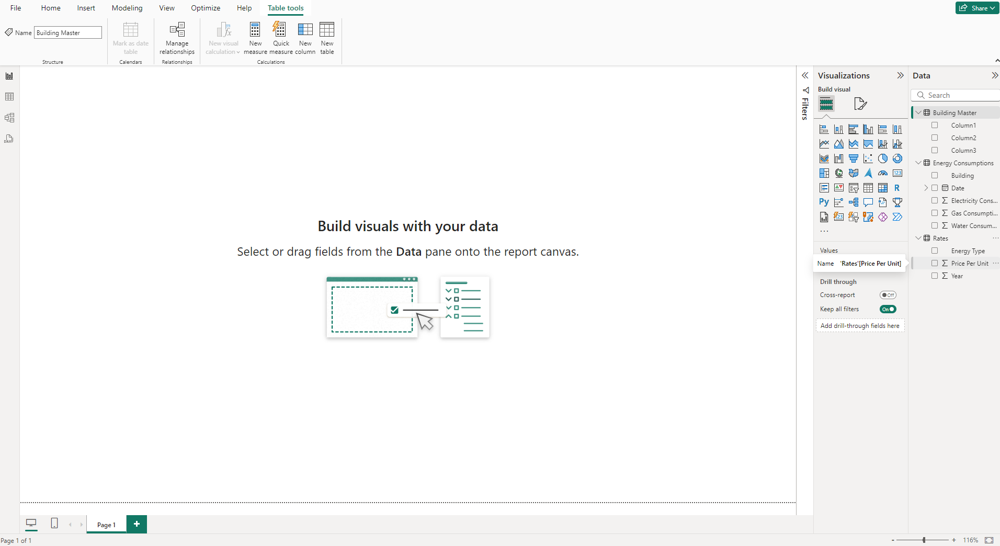 File Home Insert Modeling View Optimize Help Table tools Share
Name Building Master
Mark as date table
Manage relationships
New visual calculation
New measure
Quick measure
New column
New table
Structure Calendars Relationships Calculations
Build visuals with your data
Select or drag fields from the Data pane onto the report canvas.
Filters
Visualizations
Build visual
123
R
Py
123
...
Values
Name 'Rates'[Price Per Unit]
Drill through
Cross-report Off
Keep all filters On
Add drill-through fields here
Data
Search
Building Master
Column1
Column2
Column3
Energy Consumptions
Building
Date
Electricity Cons...
Gas Consumpti...
Water Consum...
Rates
Energy Type
Price Per Unit
Year
DAX
Page 1
Page 1 of 1
- + 116%